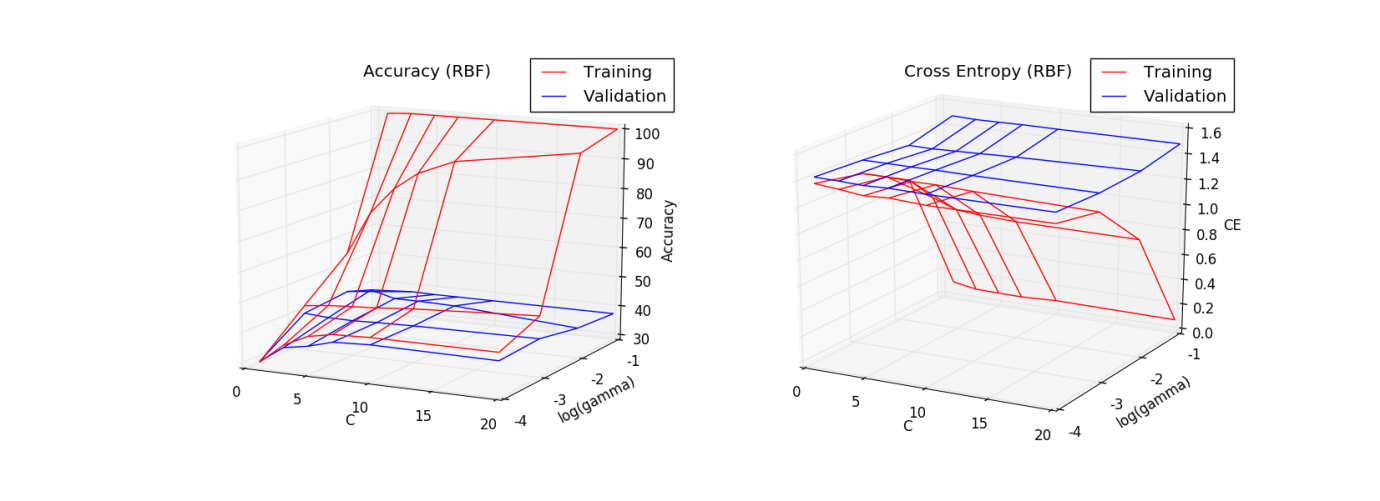 Accuracy (RBF)
Training
Validation
100
90
80
70
60
50
40
30
Accuracy
0
5
10
15
20
C
-4
-3
-2
-1
log(gamma)
Cross Entropy (RBF)
Training
Validation
1.6
1.4
1.2
1.0
0.8
0.6
0.4
0.2
0.0
CE
0
5
10
15
20
C
-4
-3
-2
-1
log(gamma)